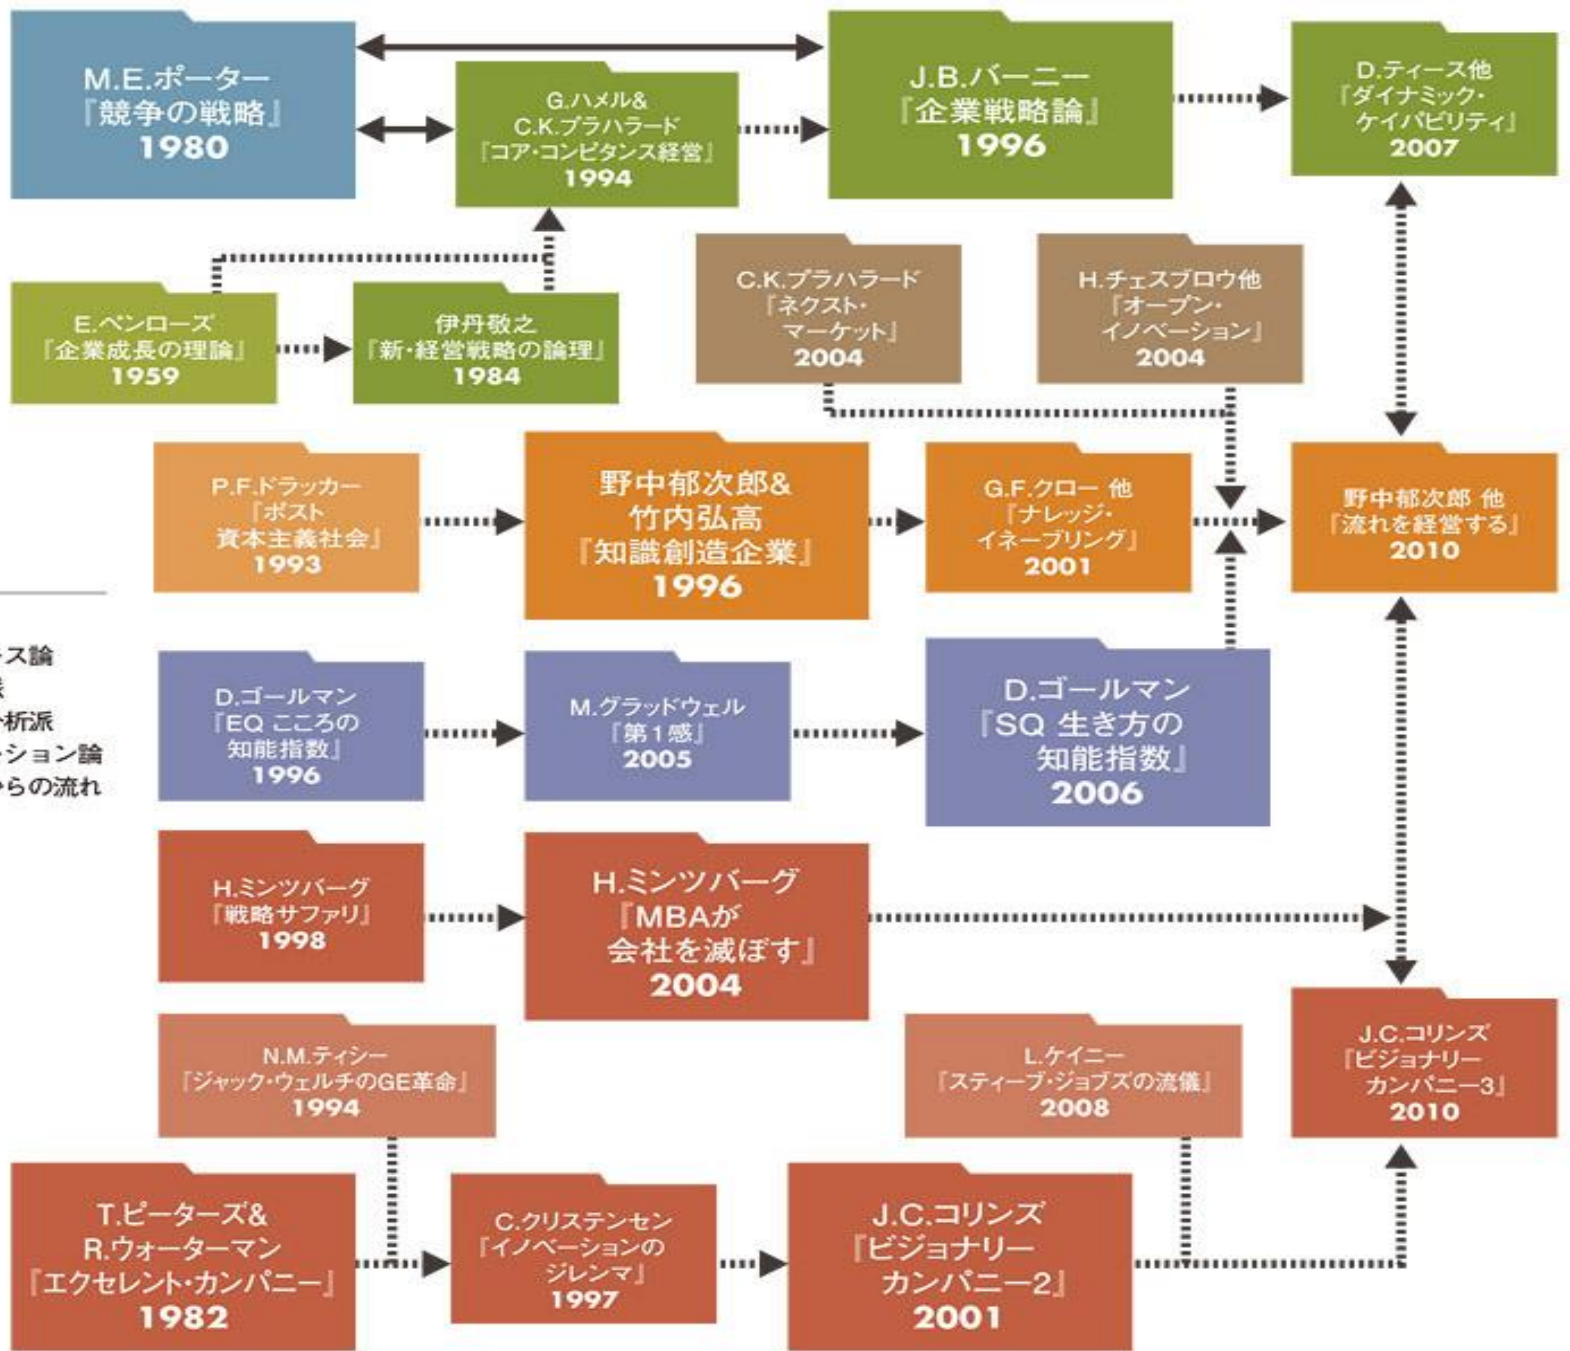 M.E.ポーター
『競争の戦略』
1980
G.ハメル&
C.K.プラハラード
『コア・コンピタンス経営』
1994
J.B.バーニー
『企業戦略論』
1996
D.ティース他
『ダイナミック・
ケイパビリティ』
2007
E.ペンローズ
『企業成長の理論』
1959
伊丹敬之
『新・経営戦略の論理』
1984
C.K.プラハラード
『ネクスト・
マーケット』
2004
H.チェスブロウ他
『オープン・
イノベーション』
2004
P.F.ドラッカー
『ポスト
資本主義社会』
1993
野中郁次郎&
竹内弘高
『知識創造企業』
1996
G.F.クロー 他
『ナレッジ・
イネーブリング』
2001
野中郁次郎 他
『流れを経営する』
2010
ス論
析派
ーション論
からの流れ
D.ゴールマン
『EQ こころの
知能指数』
1996
M.グラッドウェル
『第1感』
2005
D.ゴールマン
『SQ 生き方の
知能指数』
2006
H.ミンツバーグ
『戦略サファリ』
1998
H.ミンツバーグ
『MBAが
会社を滅ぼす』
2004
N.M.ティシー
『ジャック・ウェルチのGE革命』
1994
L.ケイニー
『スティーブ・ジョブズの流儀』
2008
J.C.コリンズ
『ビジョナリー
カンパニー3』
2010
T.ピーターズ&
R.ウォーターマン
『エクセレント・カンパニー』
1982
C.クリステンセン
『イノベーションの
ジレンマ』
1997
J.C.コリンズ
『ビジョナリー
カンパニー2』
2001